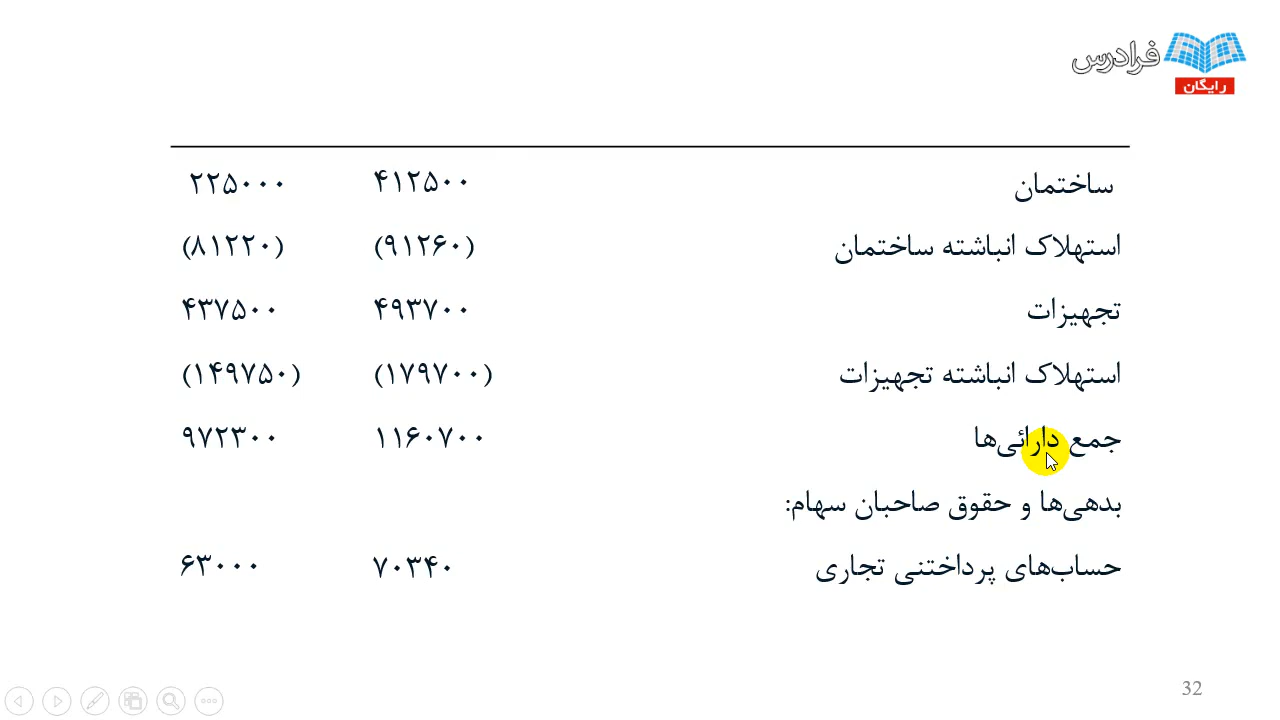 فرادرس
رایگان
ساختمان ۴۱۲۵۰۰ ۲۲۵۰۰۰
استهلاک انباشته ساختمان (۹۱۲۶۰) (۸۱۲۲۰)
تجهیزات ۴۹۳۷۰۰ ۴۳۷۵۰۰
استهلاک انباشته تجهیزات (۱۷۹۷۰۰) (۱۴۹۷۵۰)
جمع دارائی‌ها ۱۱۶۰۷۰۰ ۹۷۲۳۰۰
بدهی‌ها و حقوق صاحبان سهام:
حساب‌های پرداختنی تجاری ۷۰۳۴۰ ۶۳۰۰۰
32